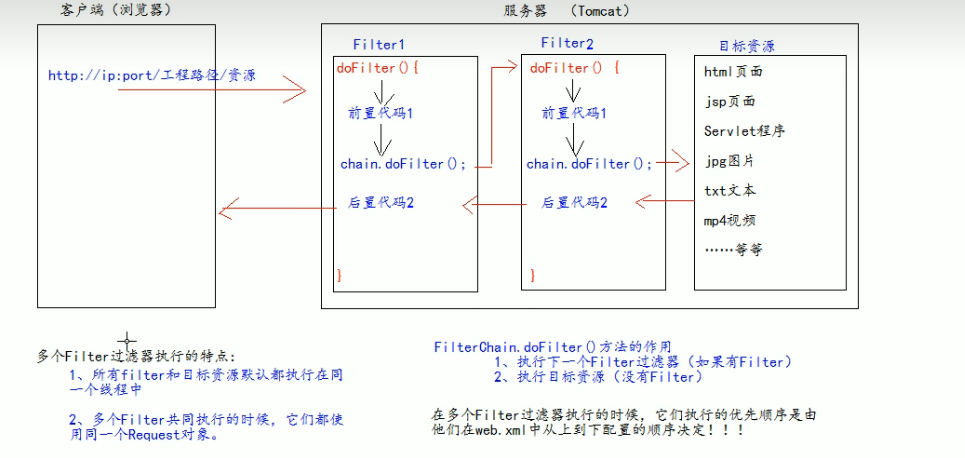 客户端（浏览器）
服务器 （Tomcat）
http://ip:port/工程路径/资源
Filter1
doFilter(){
前置代码1
chain.doFilter();
后置代码2
}
Filter2
doFilter() {
前置代码1
chain.doFilter();
后置代码2
}
目标资源
html页面
jsp页面
Servlet程序
jpg图片
txt文本
mp4视频
……等等
多个Filter过滤器执行的特点：
1、所有filter和目标资源默认都执行在同
一个线程中
2、多个Filter共同执行的时候，它们都使
用同一个Request对象。
FilterChain.doFilter()方法的作用
1、执行下一个Filter过滤器（如果有Filter）
2、执行目标资源（没有Filter）
在多个Filter过滤器执行的时候，它们执行的优先顺序是由
他们在web.xml中从上到下配置的顺序决定！！！